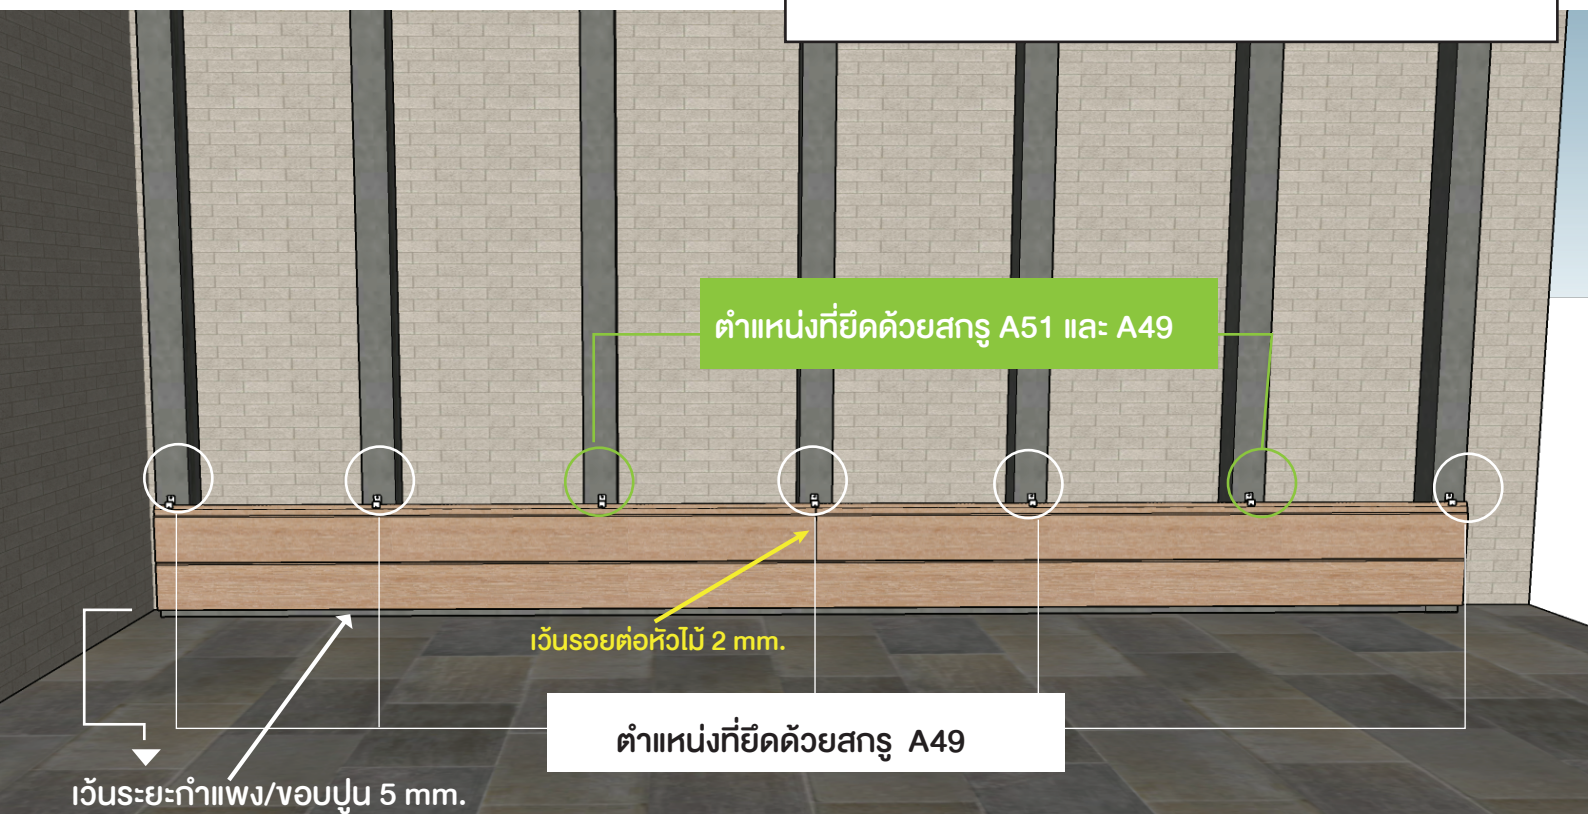 ตำแหน่งที่ยึดด้วยสกรู A51 และ A49
เว้นรอยต่อหัวไม้ 2 mm.
ตำแหน่งที่ยึดด้วยสกรู A49
เว้นระยะกำแพง/ขอบปูน 5 mm.